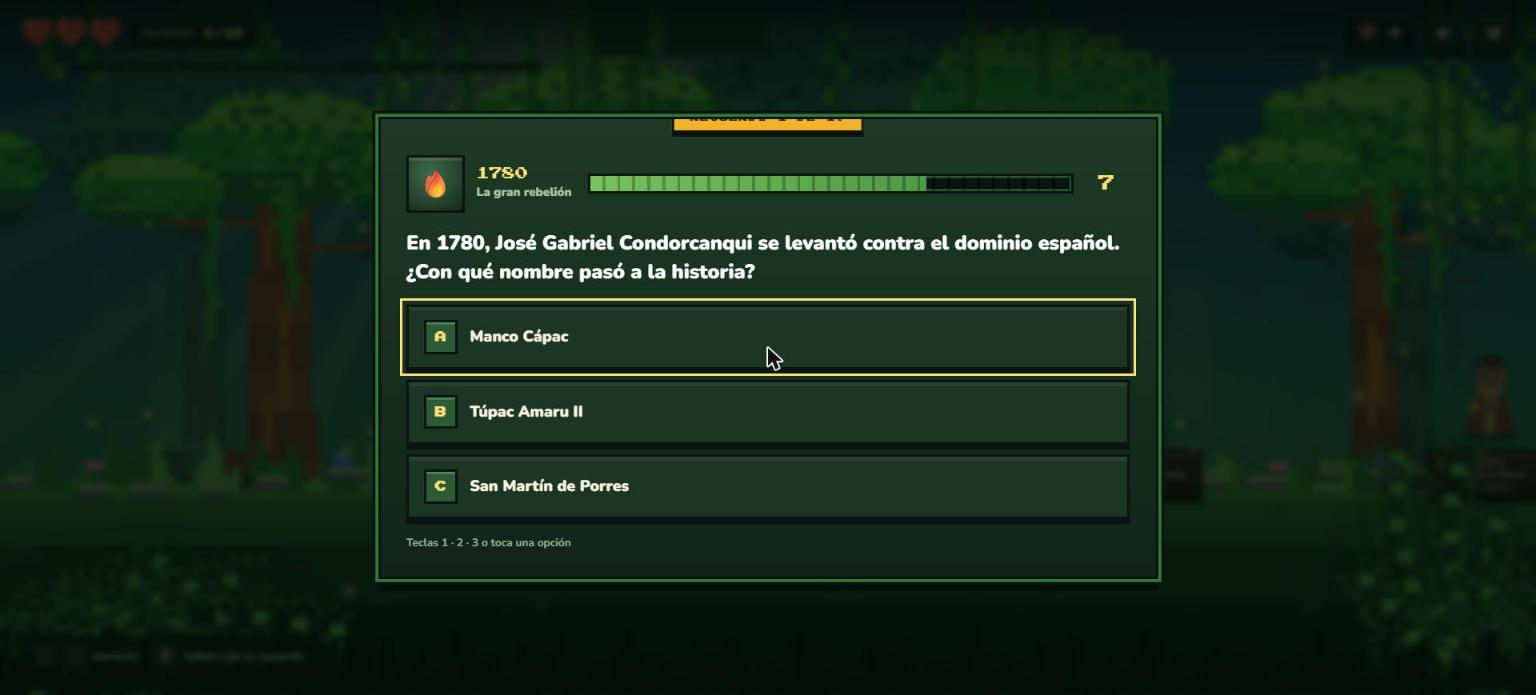 1780
La gran rebelión
7
En 1780, José Gabriel Condorcanqui se levantó contra el dominio español.
¿Con qué nombre pasó a la historia?
A Manco Cápac
B Túpac Amaru II
C San Martín de Porres
Teclas 1 · 2 · 3 o toca una opción